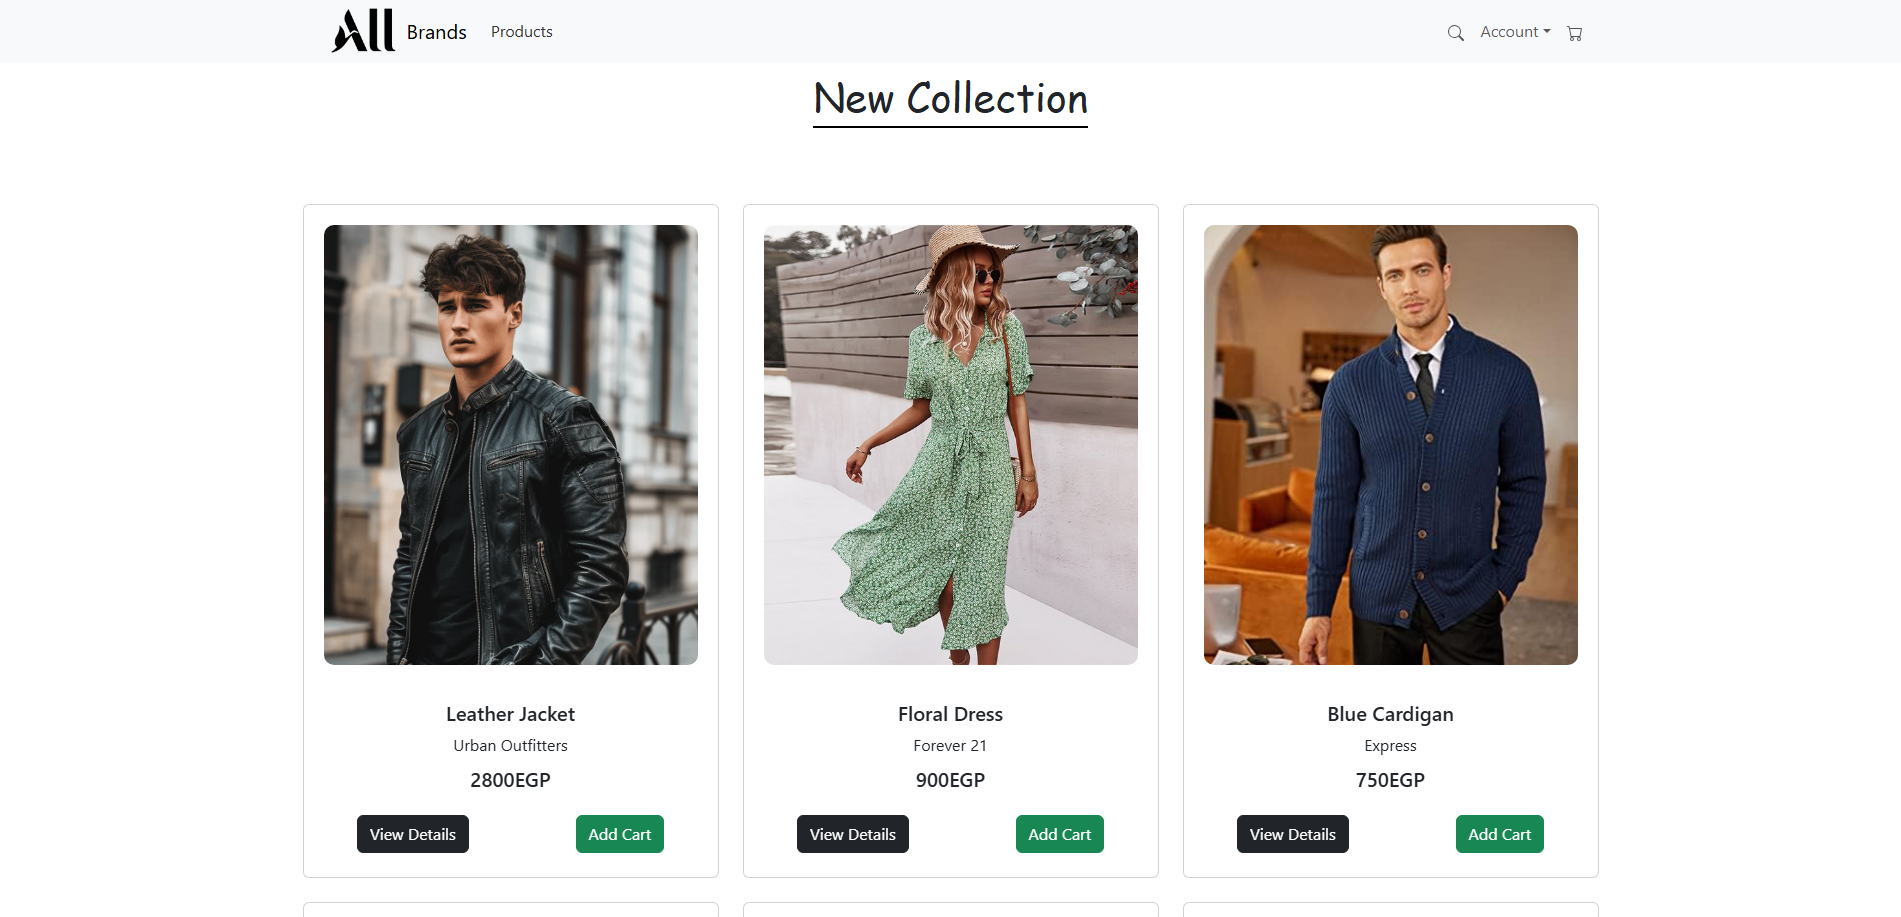 All Brands Products Account
New Collection
Leather Jacket
Urban Outfitters
2800EGP
View Details Add Cart
Floral Dress
Forever 21
900EGP
View Details Add Cart
Blue Cardigan
Express
750EGP
View Details Add Cart